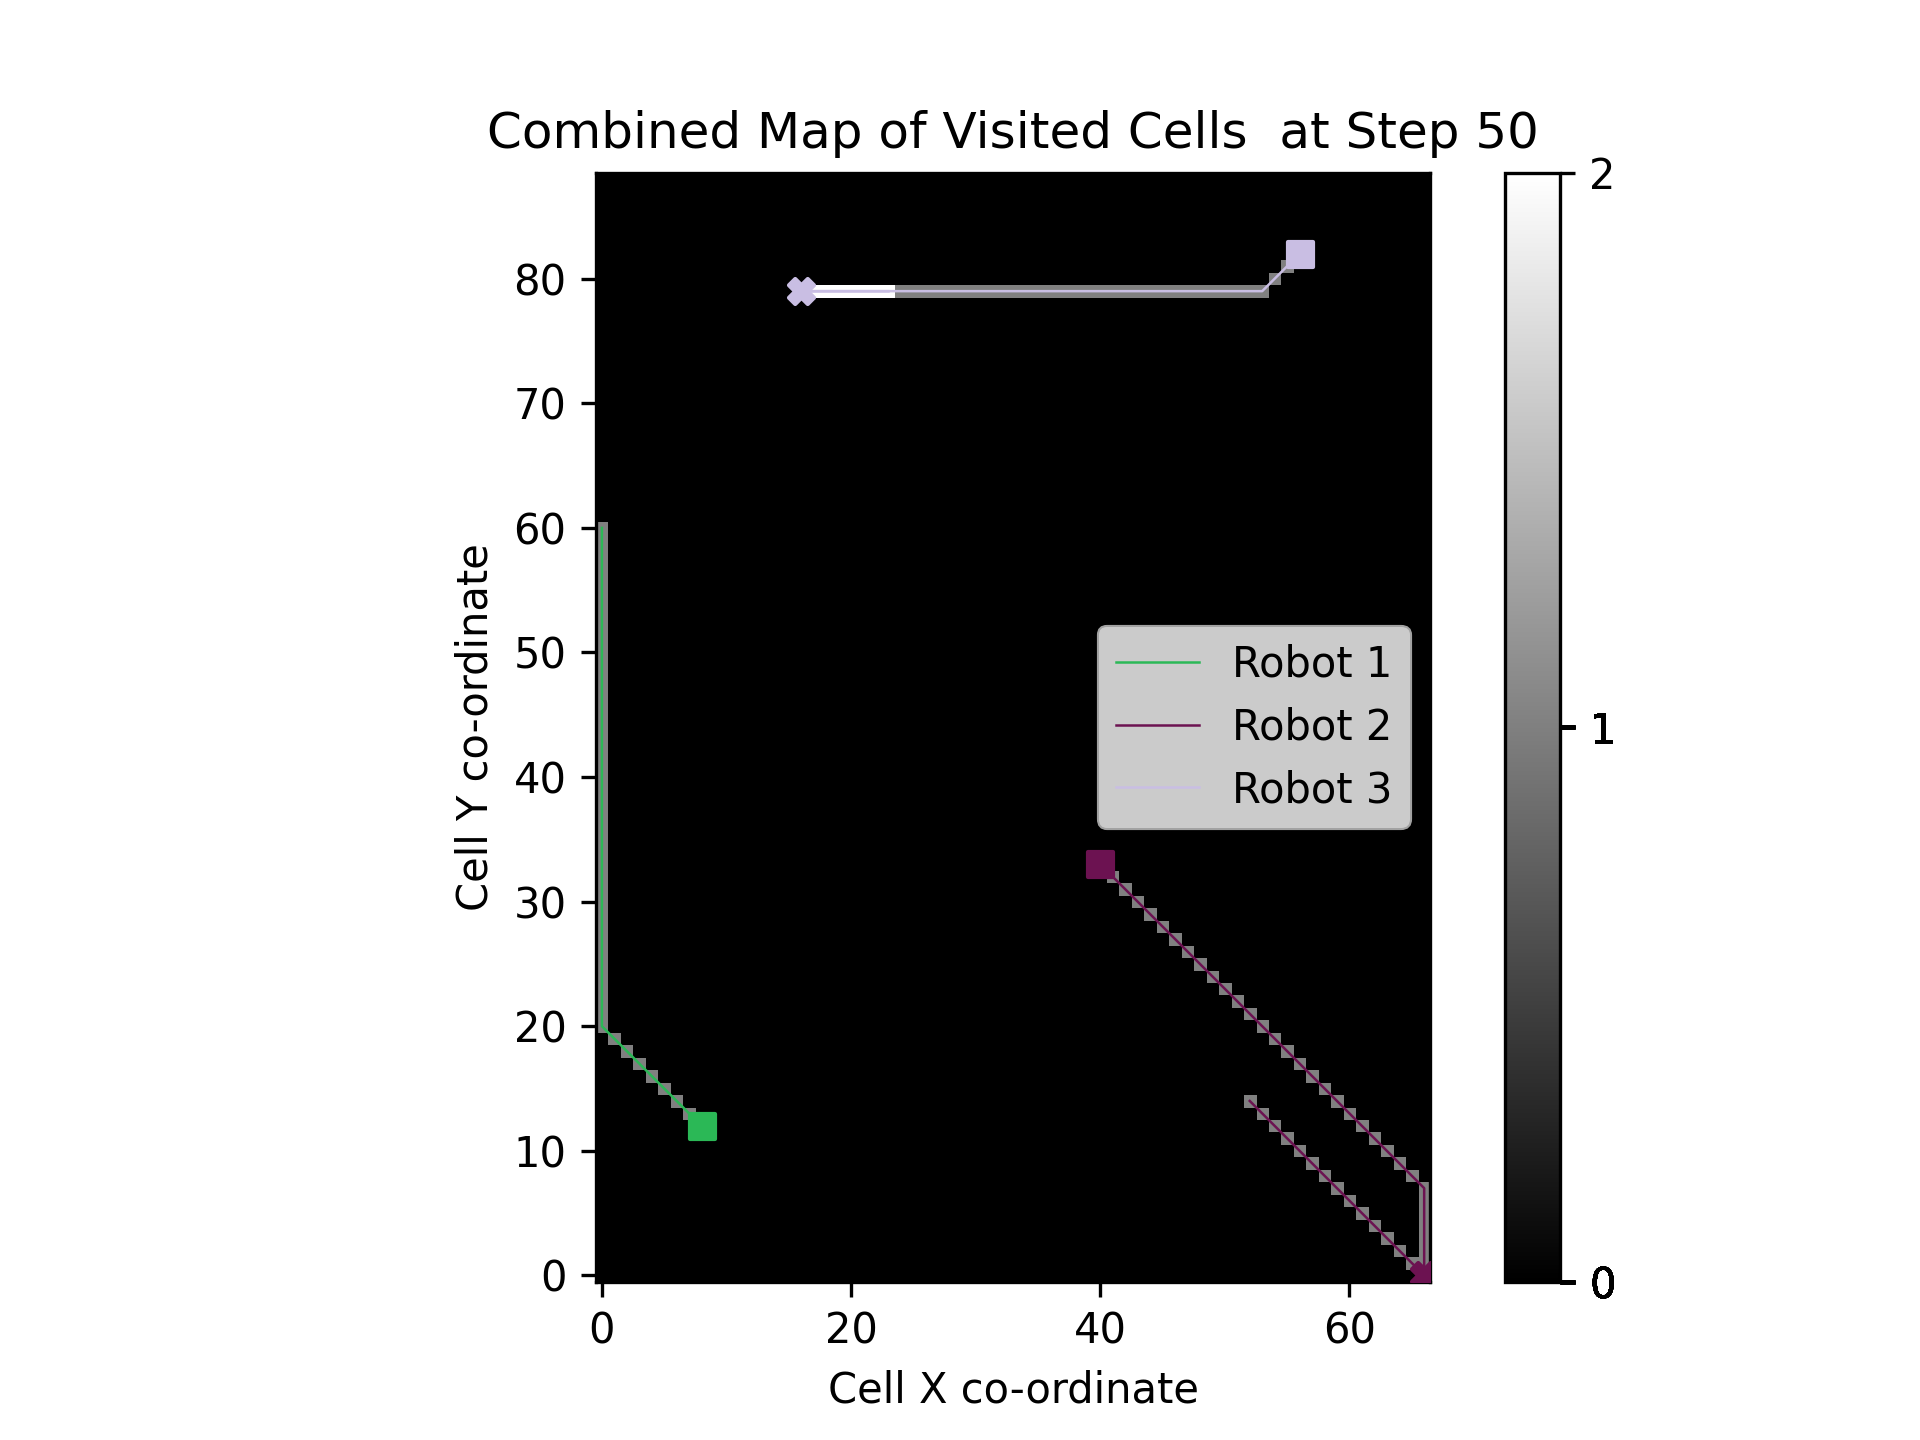 Combined Map of Visited Cells  at Step 50
2
1
0
80
70
60
50
40
30
20
10
0
Cell Y co-ordinate
Robot 1
Robot 2
Robot 3
0 20 40 60
Cell X co-ordinate